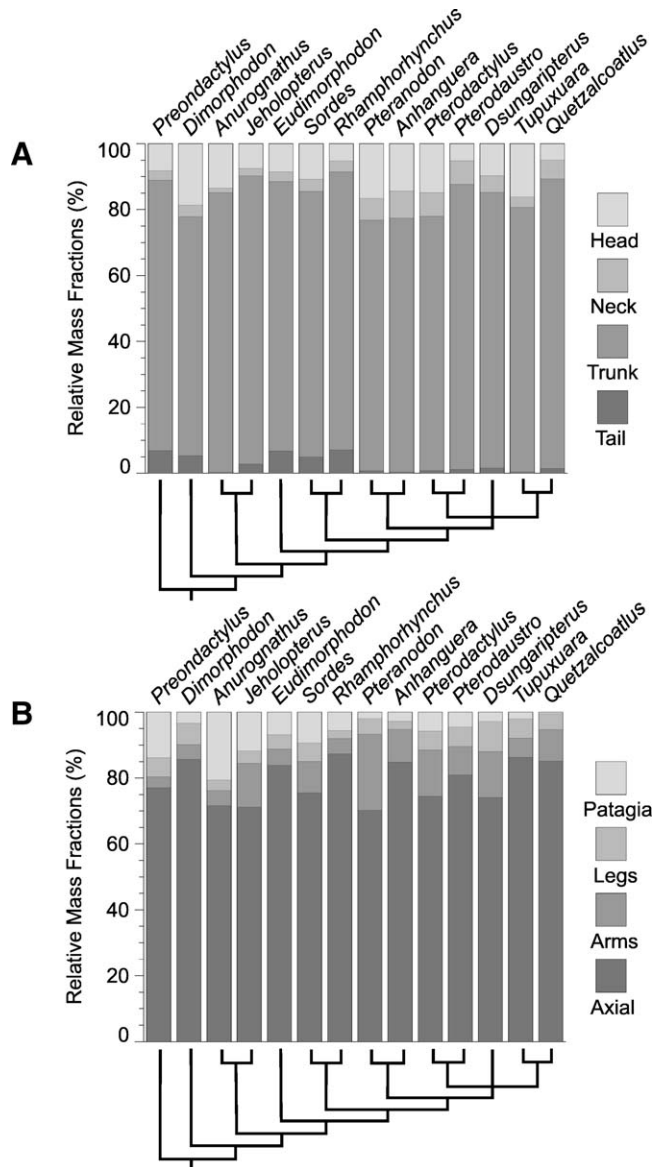 Preondactylus
Dimorphodon
Anurognathus
Jeholopterus
Eudimorphodon
Sordes
Rhamphorhynchus
Pteranodon
Anhanguera
Pterodactylus
Pterodaustro
Dsungaripterus
Tupuxuara
Quetzalcoatlus
A
Relative Mass Fractions (%)
100
80
60
40
20
0
Head
Neck
Trunk
Tail
Preondactylus
Dimorphodon
Anurognathus
Jeholopterus
Eudimorphodon
Sordes
Rhamphorhynchus
Pteranodon
Anhanguera
Pterodactylus
Pterodaustro
Dsungaripterus
Tupuxuara
Quetzalcoatlus
B
Relative Mass Fractions (%)
100
80
60
40
20
0
Patagia
Legs
Arms
Axial